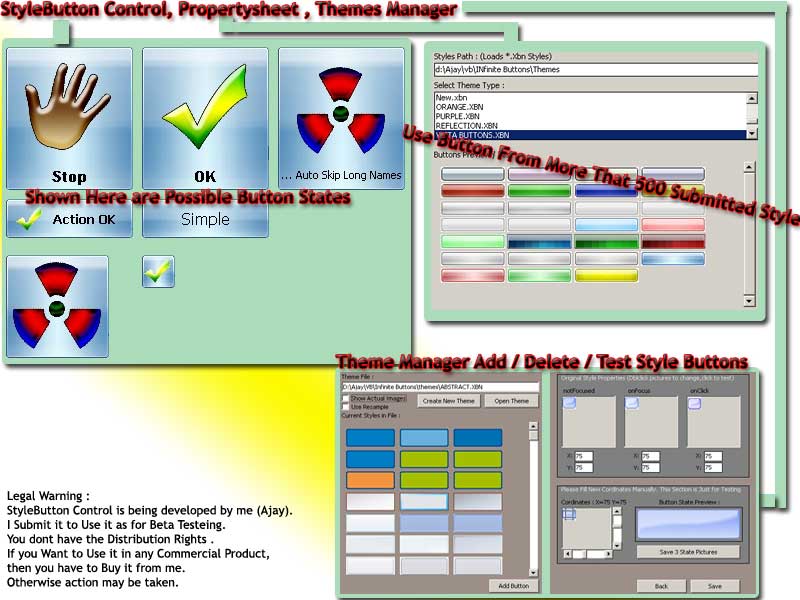 StyleButton Control, Propertysheet , Themes Manager
Stop
OK
... Auto Skip Long Names
Shown Here are Possible Button States
Action OK
Simple
Styles Path : (Loads *.Xbn Styles)
d:\Ajay\vb\INfinite Buttons\Themes
Select Theme Type :
New.xbn
ORANGE.XBN
PURPLE.XBN
REFLECTION.XBN
BUTTONS.XBN
Use Button From More That 500 Submitted Style
Buttons
Theme Manager Add / Delete / Test Style Buttons
Theme File :
D:\Ajay\VB\Infinite Buttons\themes\ABSTRACT.XBN
Show Actual Images
Use Resample
Create New Theme
Open Theme
Current Styles in File :
Add Button
Original Style Properties (Dblclick pictures to change,click to test)
notFocused
onFocus
onClick
X: 75
Y: 75
X: 75
Y: 75
X: 75
Y: 75
Please Fill New Cordinates Manually. This Section is Just for Testing
Cordinates : X=75 Y=75
Button State Preview :
Save 3 State Pictures
Back
Save
Legal Warning :
StyleButton Control is being developed by me (Ajay).
I Submit it to Use it as for Beta Testeing.
You dont have the Distribution Rights .
If you Want to Use it in any Commercial Product,
then you have to Buy it from me.
Otherwise action may be taken.